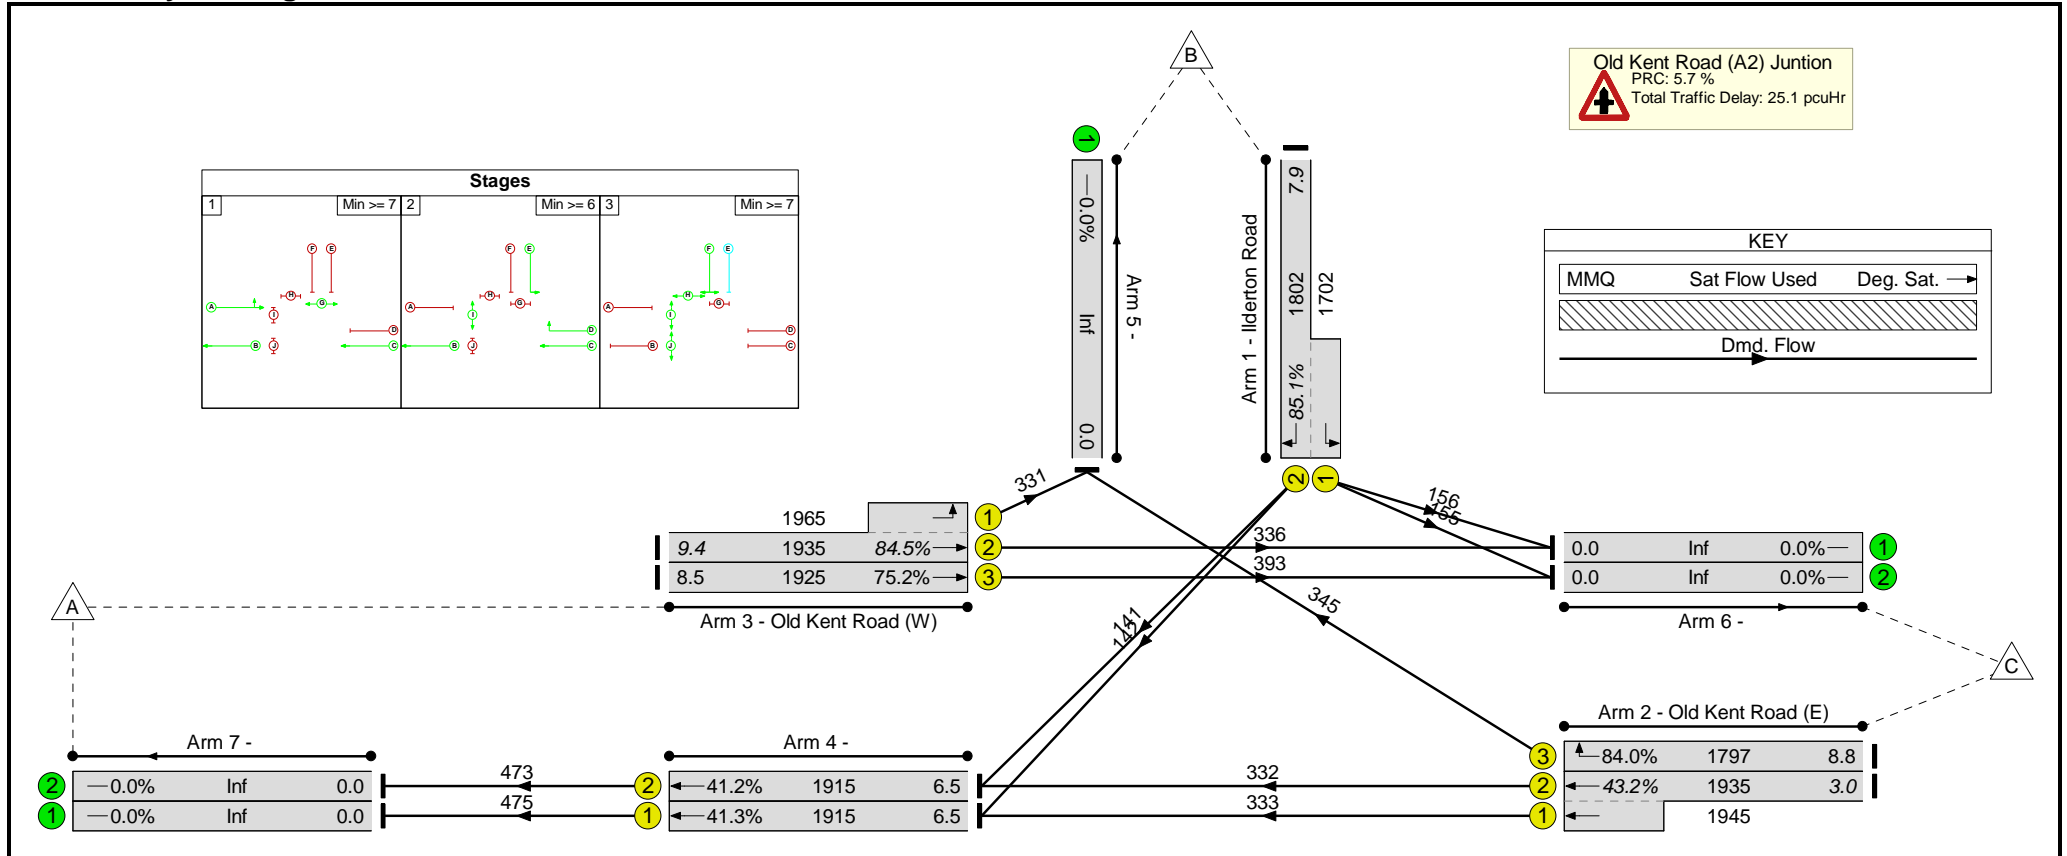 B
Old Kent Road (A2) Juntion
PRC: 5.7 %
Total Traffic Delay: 25.1 pcuHr
Stages
1 Min >= 7 2 Min >= 6 3 Min >= 7
F E F E F E
A H G I B J D C
A H G I B J D C
A H G I B J D C
KEY
MMQ Sat Flow Used Deg. Sat.
Dmd. Flow
1
0.0% Inf 0.0
Arm 5 -
Arm 1 - Ilderton Road
7.9 1802 85.1%
1702
2 1
331
156
155
1965 1
9.4 1935 84.5% 2
8.5 1925 75.2% 3
336
393
Arm 3 - Old Kent Road (W)
0.0 Inf 0.0% 1
0.0 Inf 0.0% 2
Arm 6 -
A
141
142
345
C
Arm 2 - Old Kent Road (E)
3 84.0% 1797 8.8
2 43.2% 1935 3.0
1 1945
332
333
Arm 4 -
2 41.2% 1915 6.5
1 41.3% 1915 6.5
473
475
Arm 7 -
2 0.0% Inf 0.0
1 0.0% Inf 0.0